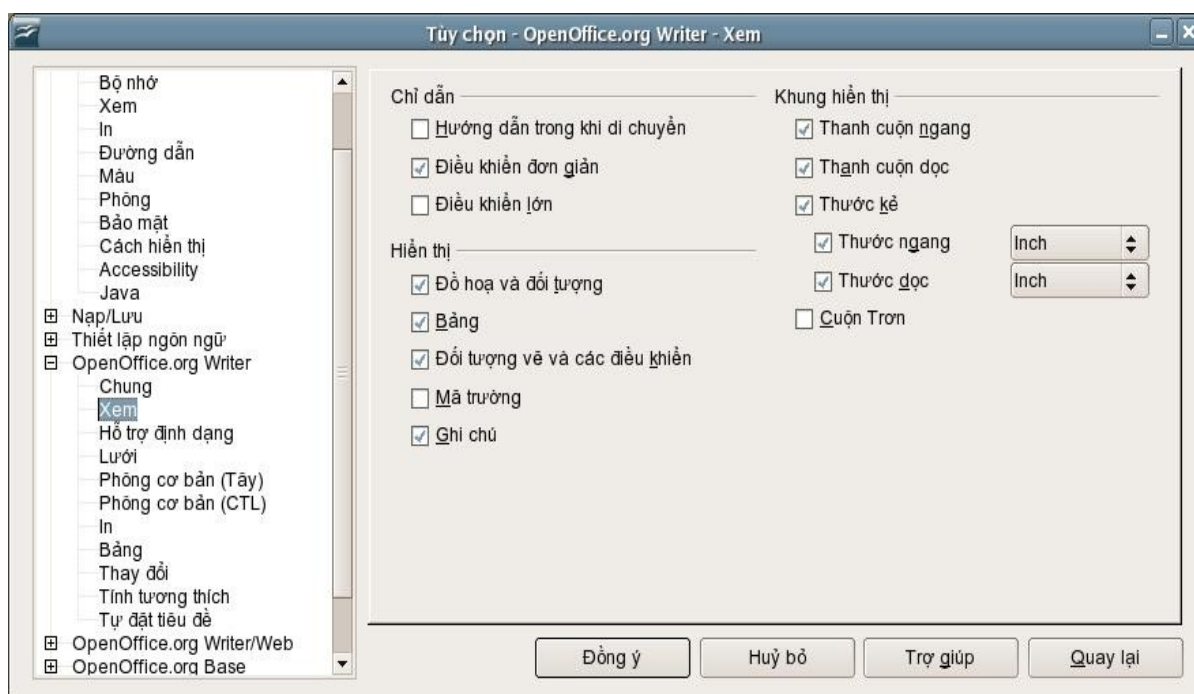 Tùy chọn - OpenOffice.org Writer - Xem
Bộ nhớ
Xem
In
Đường dẫn
Màu
Phông
Bảo mật
Cách hiển thị
Accessibility
Java
Nạp/Lưu
Thiết lập ngôn ngữ
OpenOffice.org Writer
Chung
Xem
Hỗ trợ định dạng
Lưới
Phông cơ bản (Tây)
Phông cơ bản (CTL)
In
Bảng
Thay đổi
Tính tương thích
Tự đặt tiêu đề
OpenOffice.org Writer/Web
OpenOffice.org Base
Chỉ dẫn
Hướng dẫn trong khi di chuyển
Điều khiển đơn giản
Điều khiển lớn
Hiển thị
Đồ hoạ và đối tượng
Bảng
Đối tượng vẽ và các điều khiển
Mã trường
Ghi chú
Khung hiển thị
Thanh cuộn ngang
Thanh cuộn dọc
Thước kẻ
Thước ngang Inch
Thước dọc Inch
Cuộn Trơn
Đồng ý Huỷ bỏ Trợ giúp Quay lại